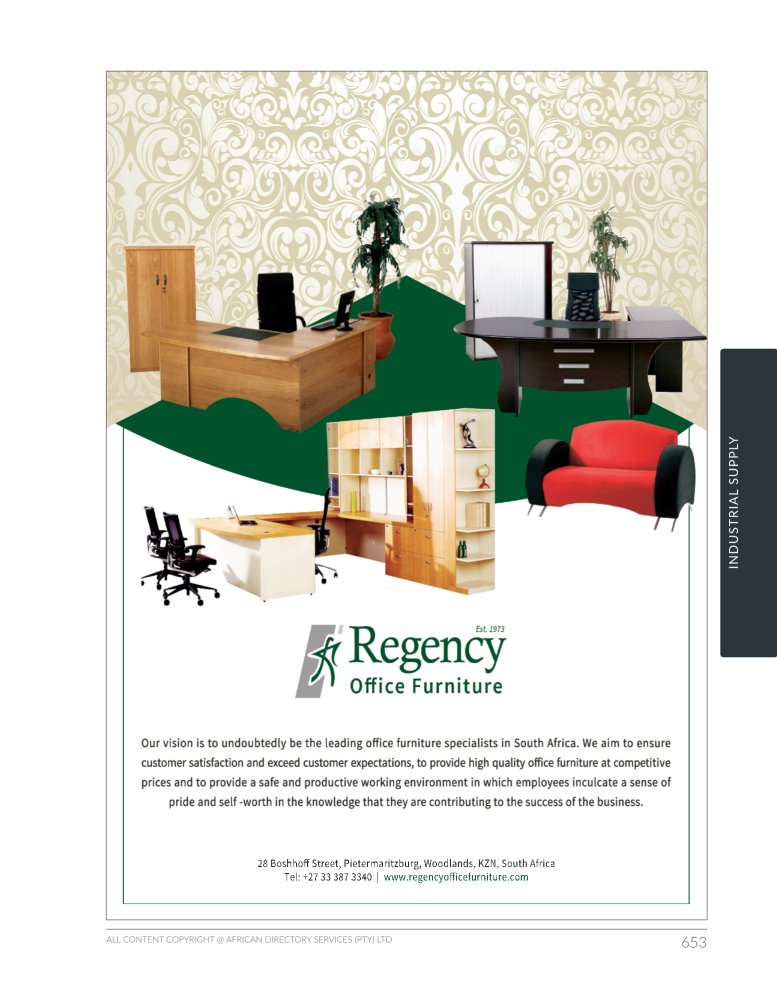 INDUSTRIAL SUPPLY
Est. 1973
Regency
Office Furniture
Our vision is to undoubtedly be the leading office furniture specialists in South Africa. We aim to ensure
customer satisfaction and exceed customer expectations, to provide high quality office furniture at competitive
prices and to provide a safe and productive working environment in which employees inculcate a sense of
pride and self -worth in the knowledge that they are contributing to the success of the business.
28 Boshhoff Street, Pietermaritzburg, Woodlands, KZN, South Africa
Tel: +27 33 387 3340 | www.regencyofficefurniture.com
ALL CONTENT COPYRIGHT @ AFRICAN DIRECTORY SERVICES (PTY) LTD
653